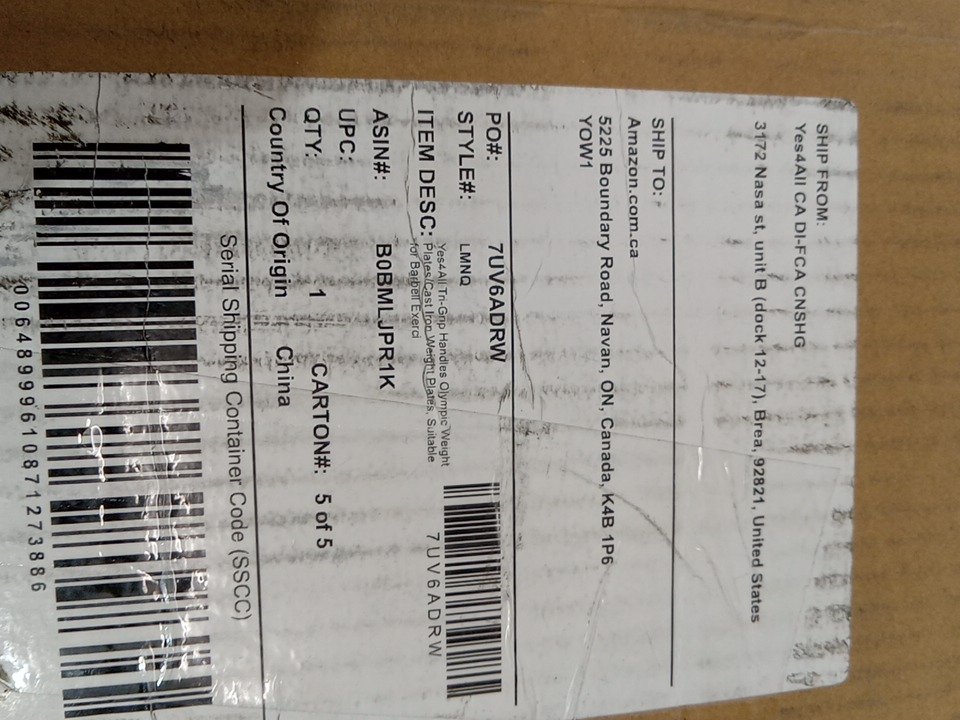 SHIP FROM:
Yes4All CA DI-FCA CNSHG
3172 Nasa st, unit B (dock 12-17), Brea, 92821, United States
SHIP TO:
Amazon.com.ca
5225 Boundary Road, Navan, ON, Canada, K4B 1P6
YOW1
PO#: 7UV6ADRW
STYLE#: LMNQ
7UV6ADRW
ITEM DESC: Yes4All Tri-Grip Handles Olympic Weight
Plates/Cast Iron Weight Plates, Suitable
for Barbell Exerci
ASIN#: B0BMLJPR1K
UPC:
QTY: 1 CARTON#: 5 of 5
Country Of Origin China
Serial Shipping Container Code (SSCC)
00648999610871273886